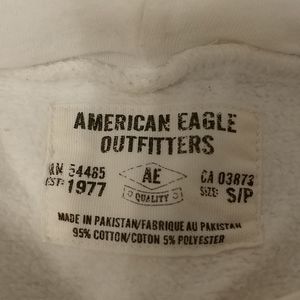 AMERICAN EAGLE
OUTFITTERS
RN 54485 AE CA 03873
EST- 1977 QUALITY SIZE: S/P
MADE IN PAKISTAN/FABRIQUE AU PAKISTAN
95% COTTON/COTON 5% POLYESTER